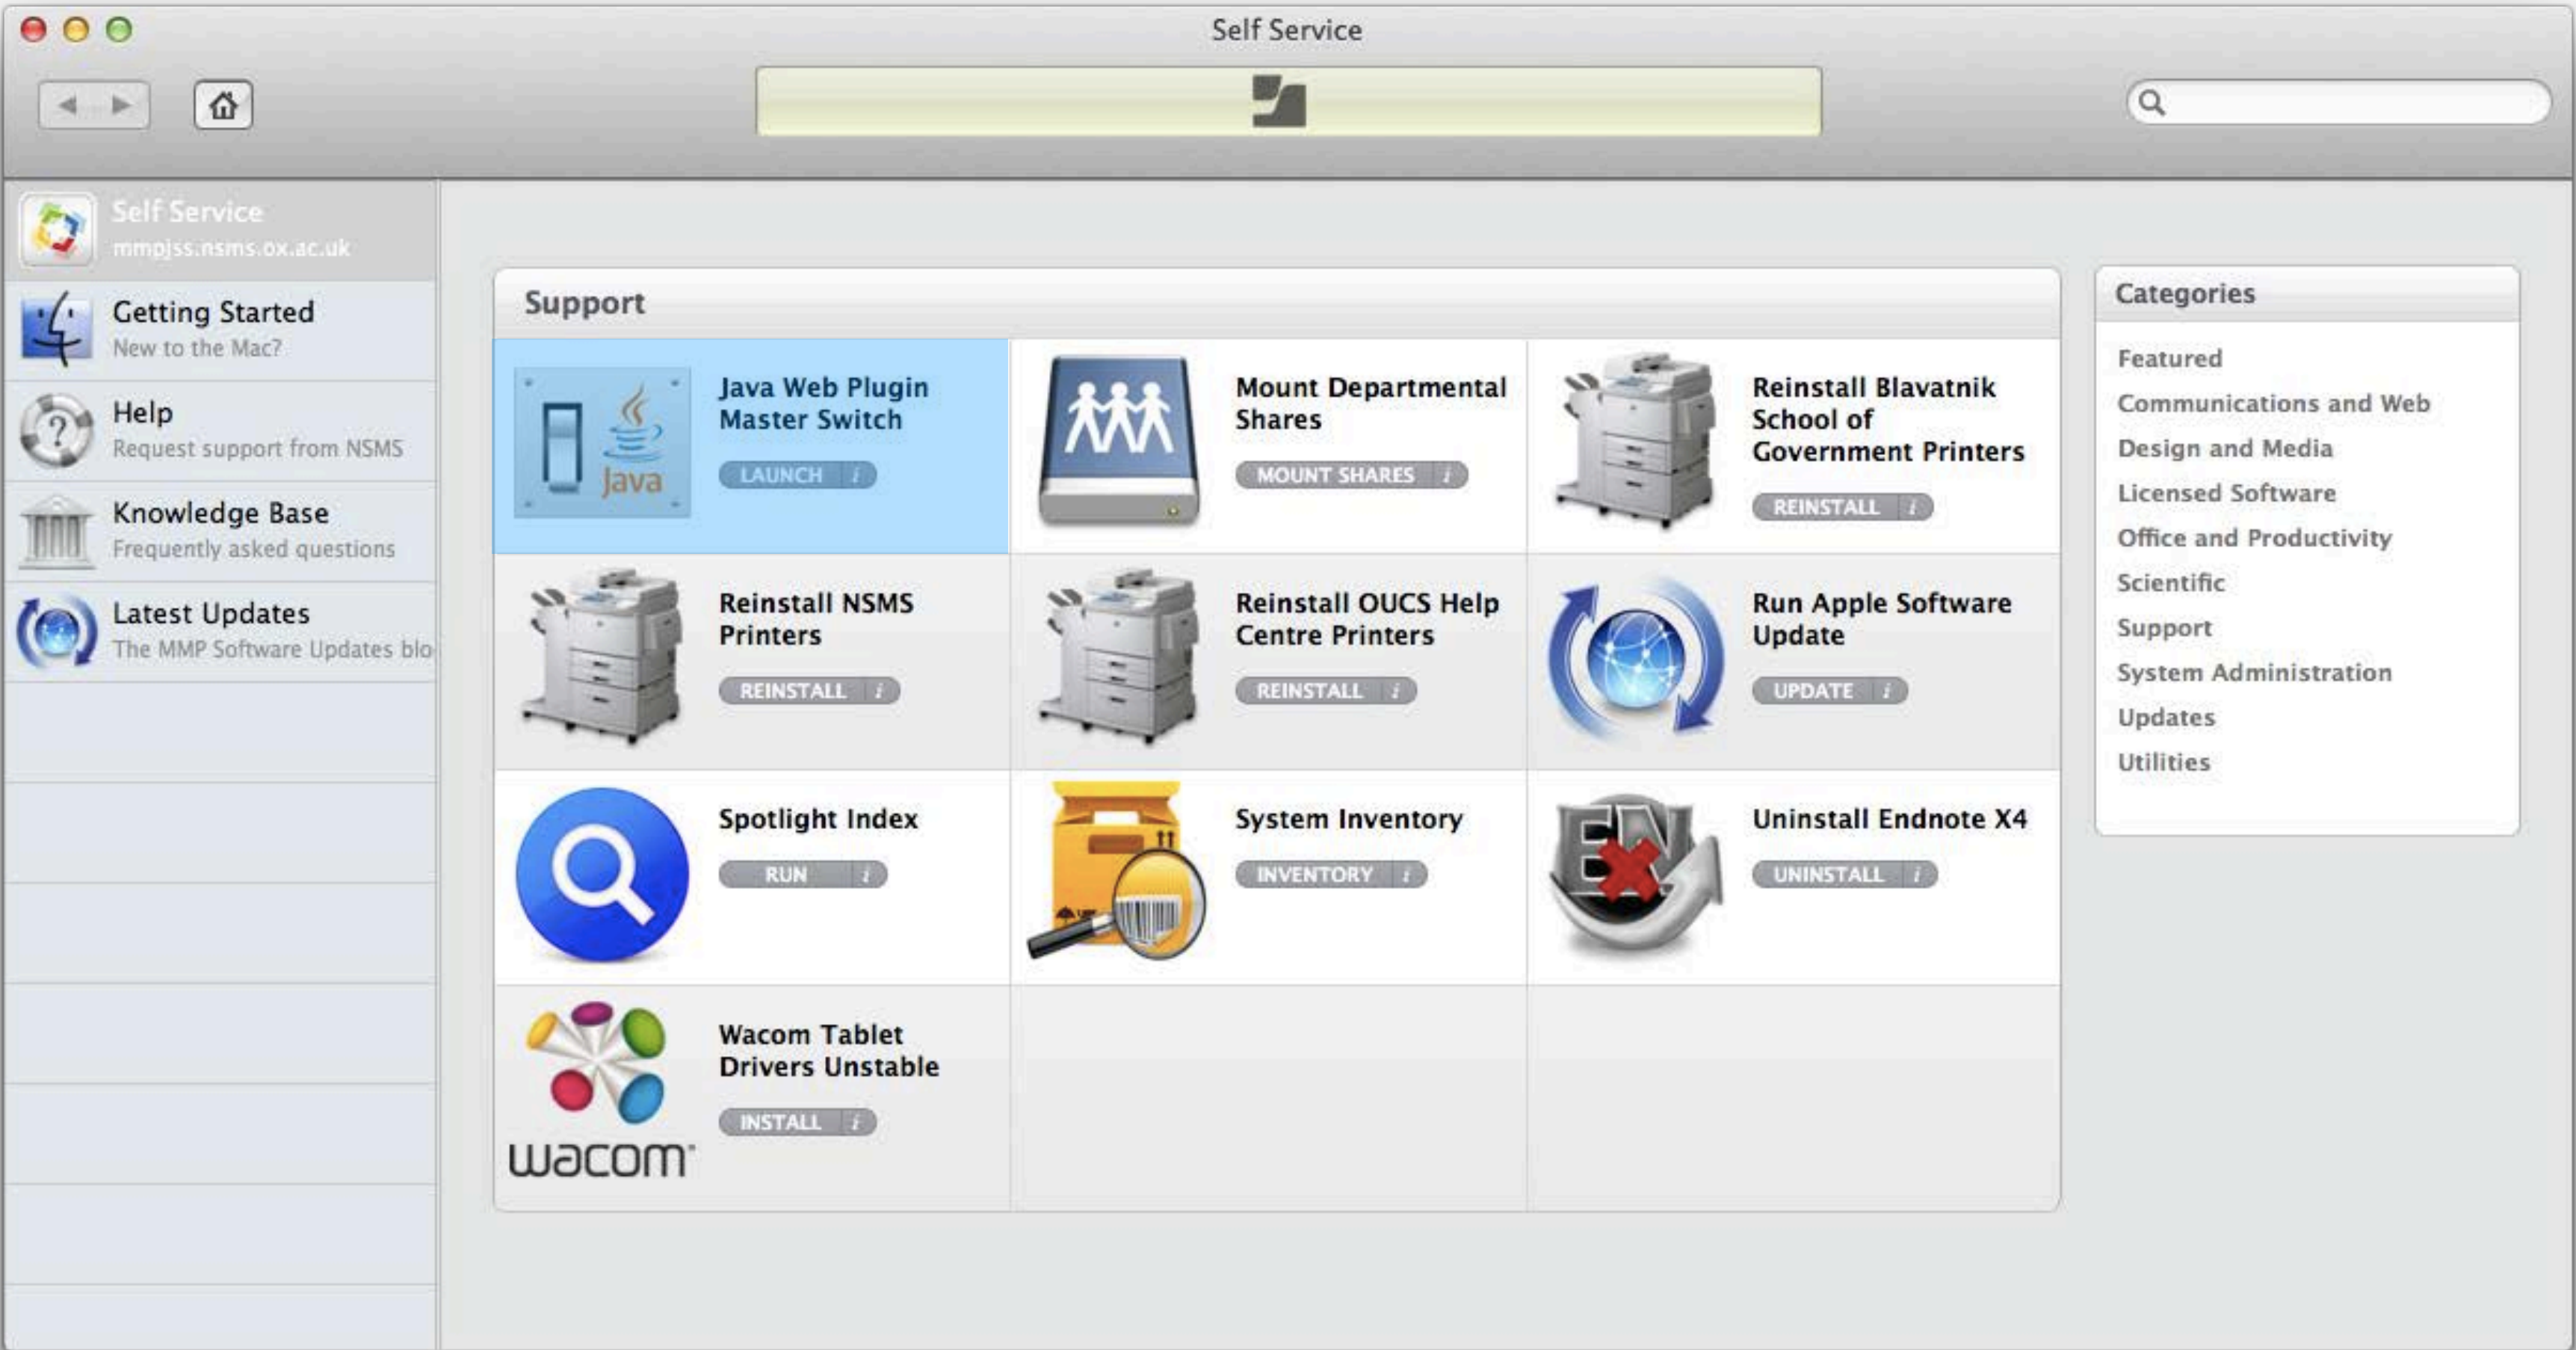 Self Service
Self Service
mmpjss.nsms.ox.ac.uk
Getting Started
New to the Mac?
Help
Request support from NSMS
Knowledge Base
Frequently asked questions
Latest Updates
The MMP Software Updates blo
Support
Java Web Plugin
Master Switch
LAUNCH i
Java
Mount Departmental
Shares
MOUNT SHARES i
Reinstall Blavatnik
School of
Government Printers
REINSTALL i
Reinstall NSMS
Printers
REINSTALL i
Reinstall OUCS Help
Centre Printers
REINSTALL i
Run Apple Software
Update
UPDATE i
Spotlight Index
RUN i
System Inventory
INVENTORY i
EN
Uninstall Endnote X4
UNINSTALL i
Wacom Tablet
Drivers Unstable
INSTALL i
wacom
Categories
Featured
Communications and Web
Design and Media
Licensed Software
Office and Productivity
Scientific
Support
System Administration
Updates
Utilities